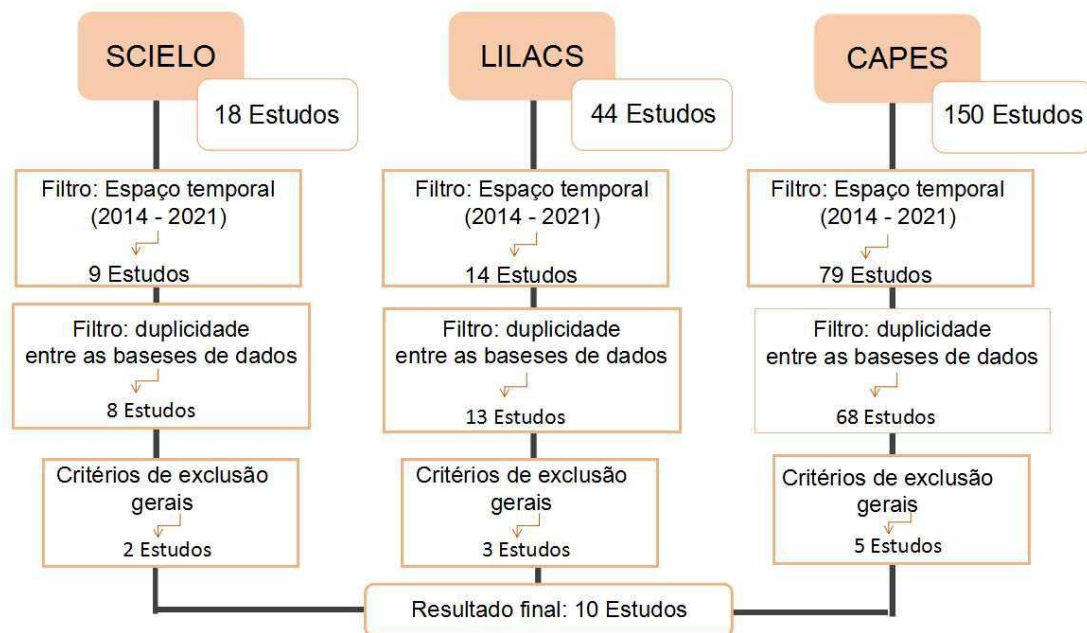 SCIELO
18 Estudos
Filtro: Espaço temporal
(2014 - 2021)
9 Estudos
Filtro: duplicidade
entre as baseses de dados
8 Estudos
Critérios de exclusão
gerais
2 Estudos
LILACS
44 Estudos
Filtro: Espaço temporal
(2014 - 2021)
14 Estudos
Filtro: duplicidade
entre as baseses de dados
13 Estudos
Critérios de exclusão
gerais
3 Estudos
CAPES
150 Estudos
Filtro: Espaço temporal
(2014 - 2021)
79 Estudos
Filtro: duplicidade
entre as baseses de dados
68 Estudos
Critérios de exclusão
gerais
5 Estudos
Resultado final: 10 Estudos